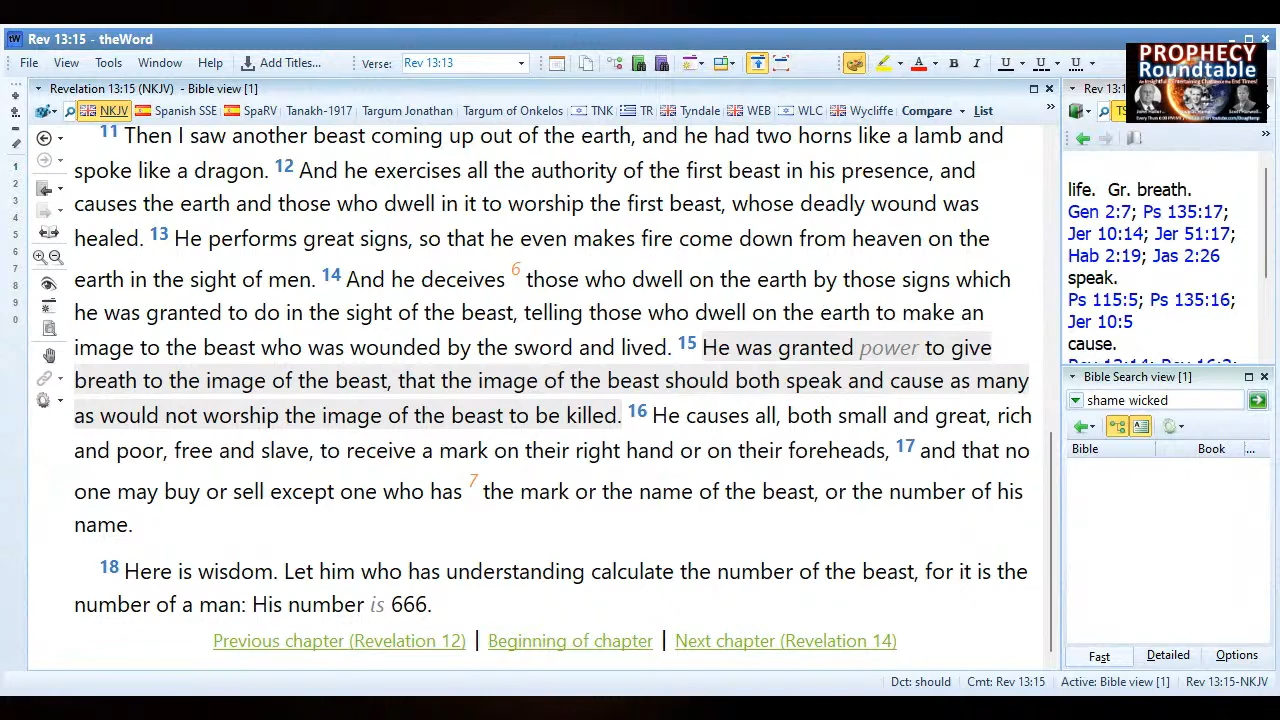 Rev 13:15 - theWord
File View Tools Window Help Add Titles... Verse: Rev 13:13
PROPHECY
Roundtable
Revelation 13:15 (NKJV) - Bible view [1]
NKJV Spanish SSE SpaRV Tanakh-1917 Targum Jonathan Targum of Onkelos TNK TR Tyndale WEB WLC Wycliffe Compare List
11 Then I saw another beast coming up out of the earth, and he had two horns like a lamb and
spoke like a dragon. 12 And he exercises all the authority of the first beast in his presence, and
causes the earth and those who dwell in it to worship the first beast, whose deadly wound was
healed. 13 He performs great signs, so that he even makes fire come down from heaven on the
earth in the sight of men. 14 And he deceives 6 those who dwell on the earth by those signs which
he was granted to do in the sight of the beast, telling those who dwell on the earth to make an
image to the beast who was wounded by the sword and lived. 15 He was granted power to give
breath to the image of the beast, that the image of the beast should both speak and cause as many
as would not worship the image of the beast to be killed. 16 He causes all, both small and great, rich
and poor, free and slave, to receive a mark on their right hand or on their foreheads, 17 and that no
one may buy or sell except one who has 7 the mark or the name of the beast, or the number of his
name.
18 Here is wisdom. Let him who has understanding calculate the number of the beast, for it is the
number of a man: His number is 666.
Previous chapter (Revelation 12) | Beginning of chapter | Next chapter (Revelation 14)
1
2
3
4
5
6
7
8
9
0
Rev 13:1
TS
life. Gr. breath.
Gen 2:7; Ps 135:17;
Jer 10:14; Jer 51:17;
Hab 2:19; Jas 2:26
speak.
Ps 115:5; Ps 135:16;
Jer 10:5
cause.
Bible Search view [1]
shame wicked
Bible Book ...
Fast Detailed Options
Dct: should Cmt: Rev 13:15 Active: Bible view [1] Rev 13:15-NKJV